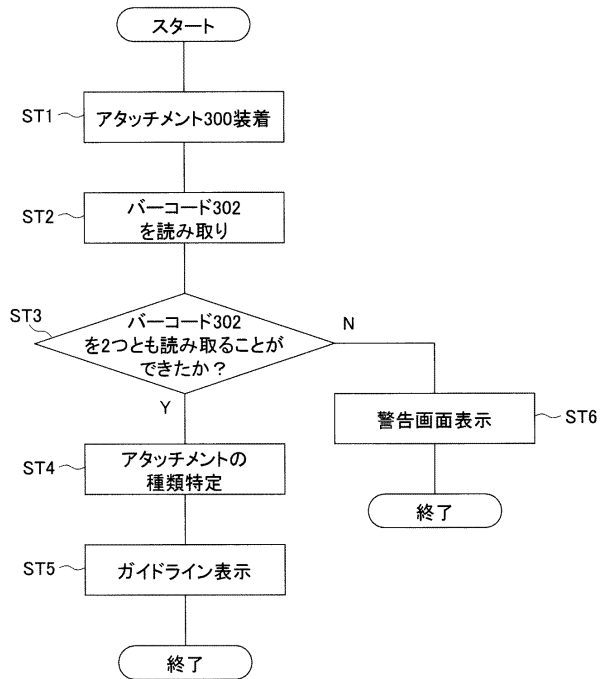 スタート
ST1
アタッチメント300装着
ST2
バーコード302
を読み取り
ST3
バーコード302
を2つとも読み取ることが
できたか？
N
Y
警告画面表示
ST6
ST4
アタッチメントの
種類特定
終了
ST5
ガイドライン表示
終了